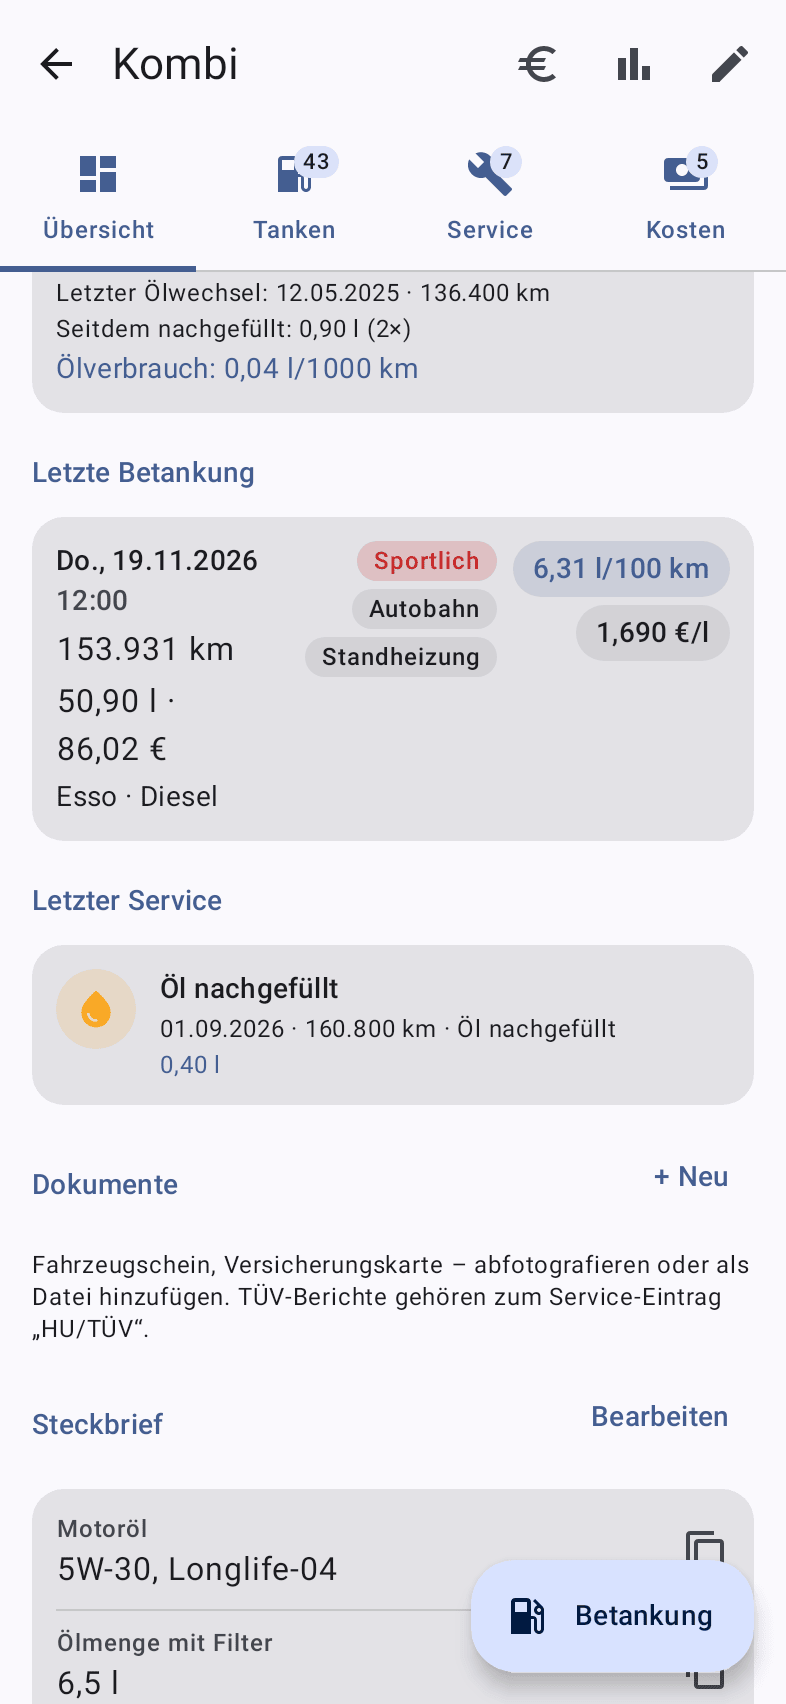 Kombi
43
7
5
Übersicht
Tanken
Service
Kosten
Letzter Ölwechsel: 12.05.2025 · 136.400 km
Seitdem nachgefüllt: 0,90 l (2×)
Ölverbrauch: 0,04 l/1000 km
Letzte Betankung
Do., 19.11.2026
12:00
153.931 km
50,90 l ·
86,02 €
Esso · Diesel
Sportlich
Autobahn
Standheizung
6,31 l/100 km
1,690 €/l
Letzter Service
Öl nachgefüllt
01.09.2026 · 160.800 km · Öl nachgefüllt
0,40 l
Dokumente
+ Neu
Fahrzeugschein, Versicherungskarte – abfotografieren oder als
Datei hinzufügen. TÜV-Berichte gehören zum Service-Eintrag
„HU/TÜV“.
Steckbrief
Bearbeiten
Motoröl
5W-30, Longlife-04
Ölmenge mit Filter
6,5 l
Betankung